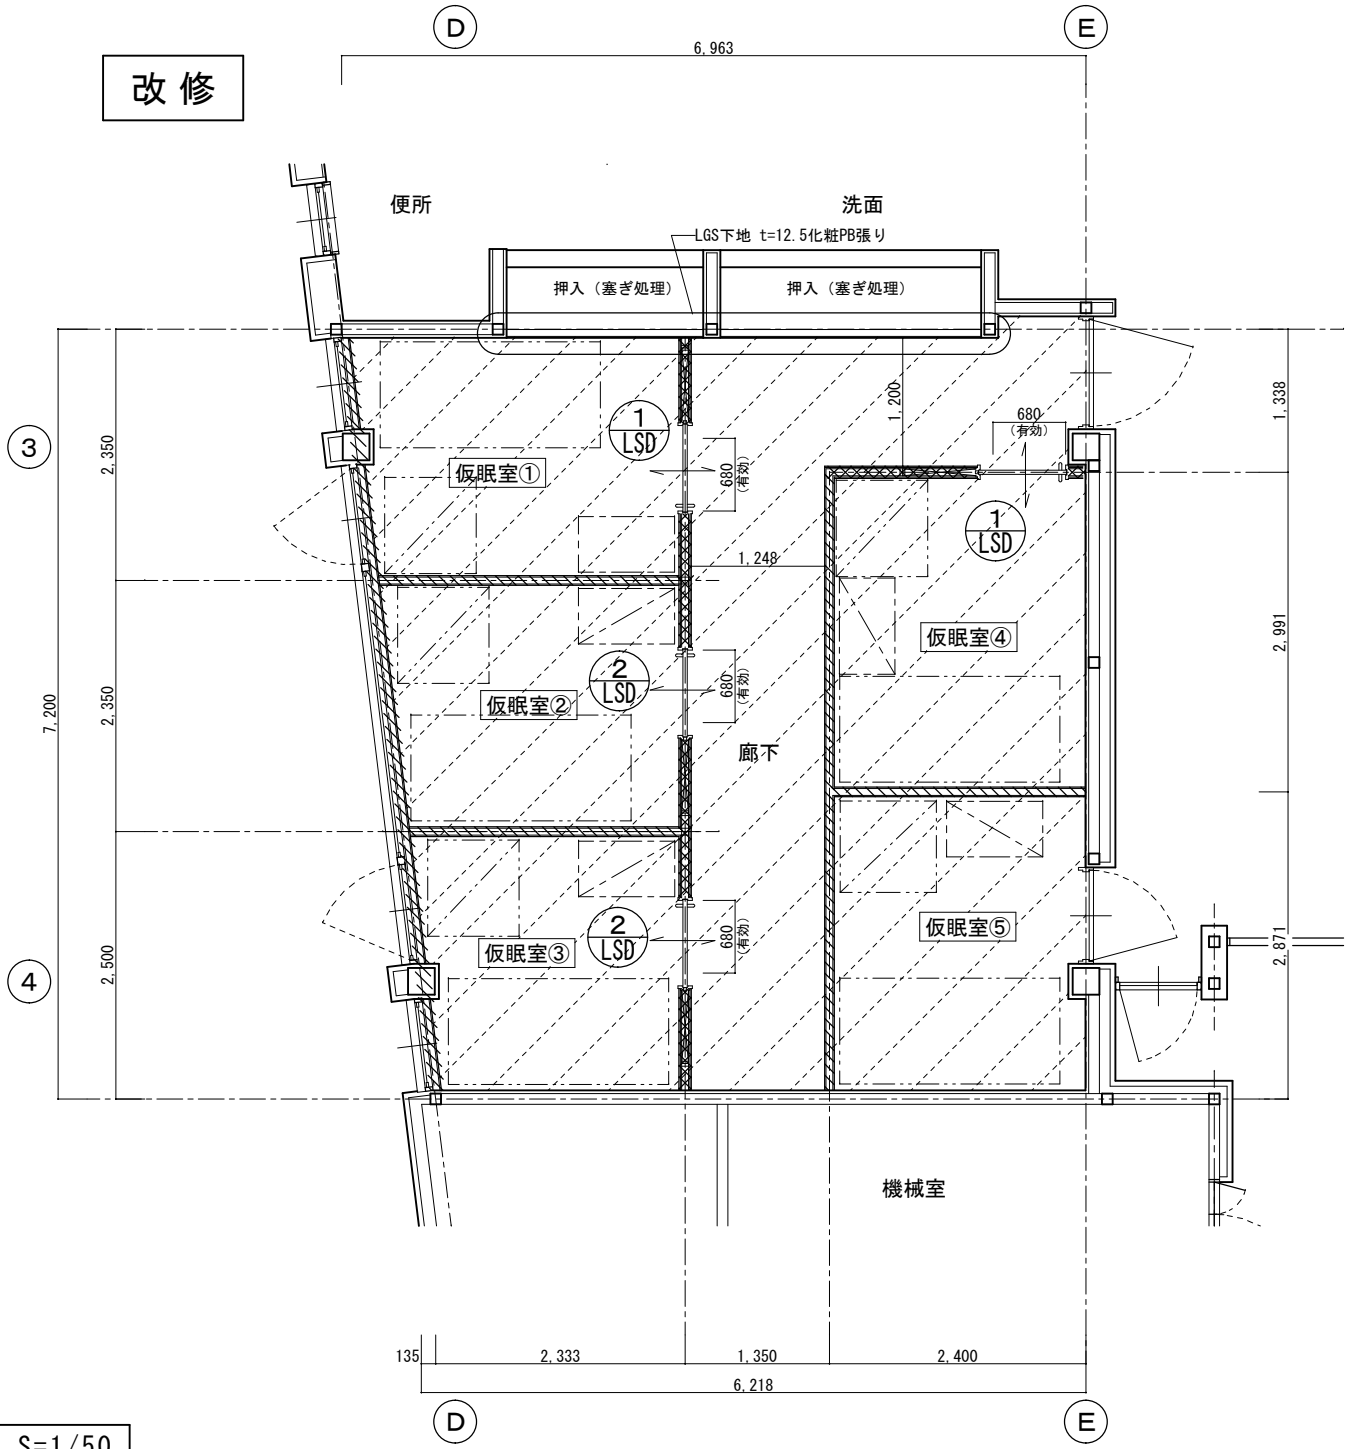 D
E
6,963
改修
便所
洗面
LGS下地 t=12.5化粧PB張り
押入（塞ぎ処理）
押入（塞ぎ処理）
1,200
1,338
680
(有効)
1
LSD
3
2,350
仮眠室①
680
(有効)
1
LSD
1,248
仮眠室④
2,991
2
LSD
680
(有効)
仮眠室②
2,350
7,200
廊下
2
LSD
680
(有効)
仮眠室⑤
仮眠室③
2,871
2,500
4
機械室
135
2,333
1,350
2,400
6,218
D
E
S=1/50